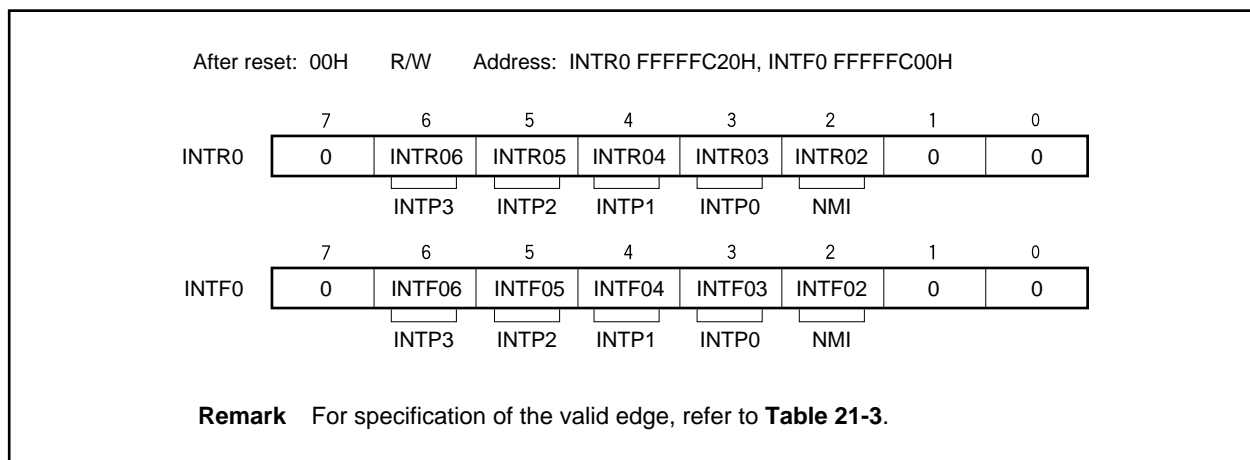 After reset: 00H R/W Address: INTR0 FFFFFC20H, INTF0 FFFFFC00H
7 6 5 4 3 2 1 0
INTR0 0 INTR06 INTR05 INTR04 INTR03 INTR02 0 0
INTP3 INTP2 INTP1 INTP0 NMI
7 6 5 4 3 2 1 0
INTF0 0 INTF06 INTF05 INTF04 INTF03 INTF02 0 0
INTP3 INTP2 INTP1 INTP0 NMI
Remark For specification of the valid edge, refer to Table 21-3.